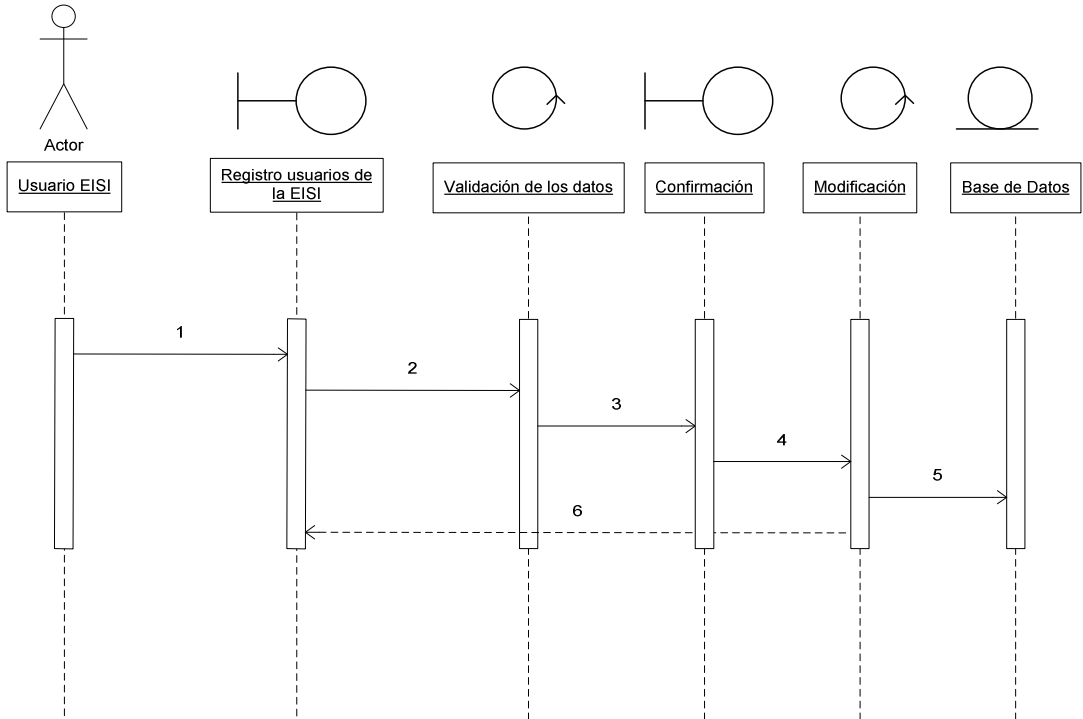 Actor
Usuario EISI
Registro usuarios de
la EISI
Validación de los datos
Confirmación
Modificación
Base de Datos
1
2
3
4
5
6